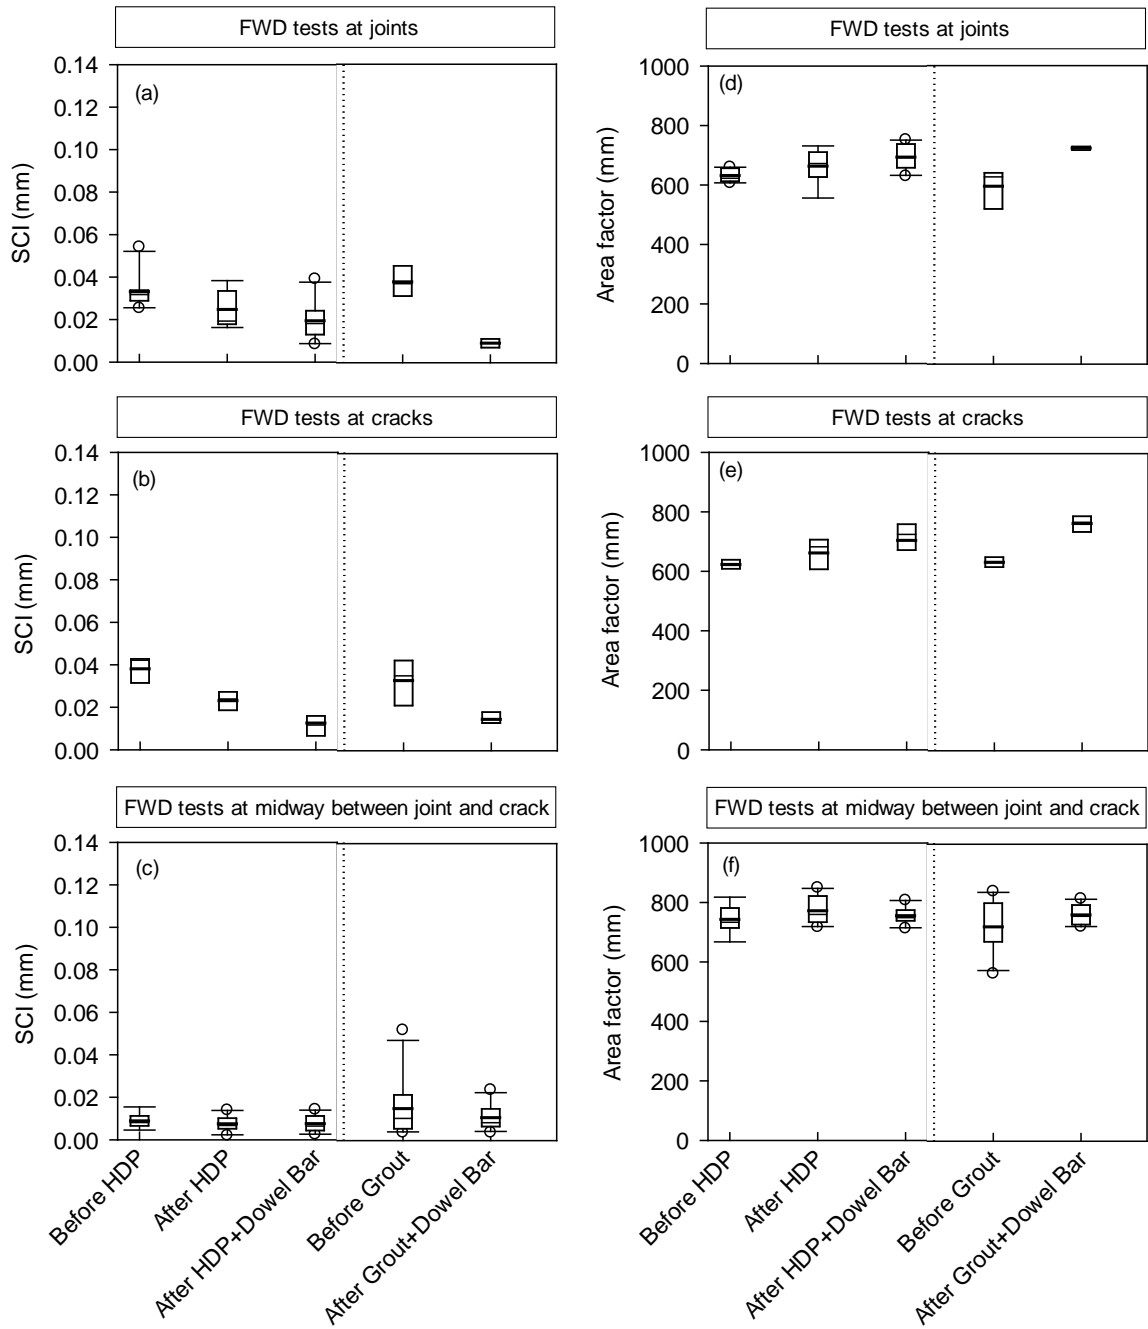 FWD tests at joints
0.14
0.12
0.10
0.08
0.06
0.04
0.02
0.00
SCI (mm)
(a)
FWD tests at joints
1000
800
600
400
200
0
Area factor (mm)
(d)
FWD tests at cracks
0.14
0.12
0.10
0.08
0.06
0.04
0.02
0.00
SCI (mm)
(b)
FWD tests at cracks
1000
800
600
400
200
0
Area factor (mm)
(e)
FWD tests at midway between joint and crack
0.14
0.12
0.10
0.08
0.06
0.04
0.02
0.00
SCI (mm)
(c)
Before HDP
After HDP
After HDP+Dowel Bar
Before Grout
After Grout+Dowel Bar
FWD tests at midway between joint and crack
1000
800
600
400
200
0
Area factor (mm)
(f)
Before HDP
After HDP
After HDP+Dowel Bar
Before Grout
After Grout+Dowel Bar